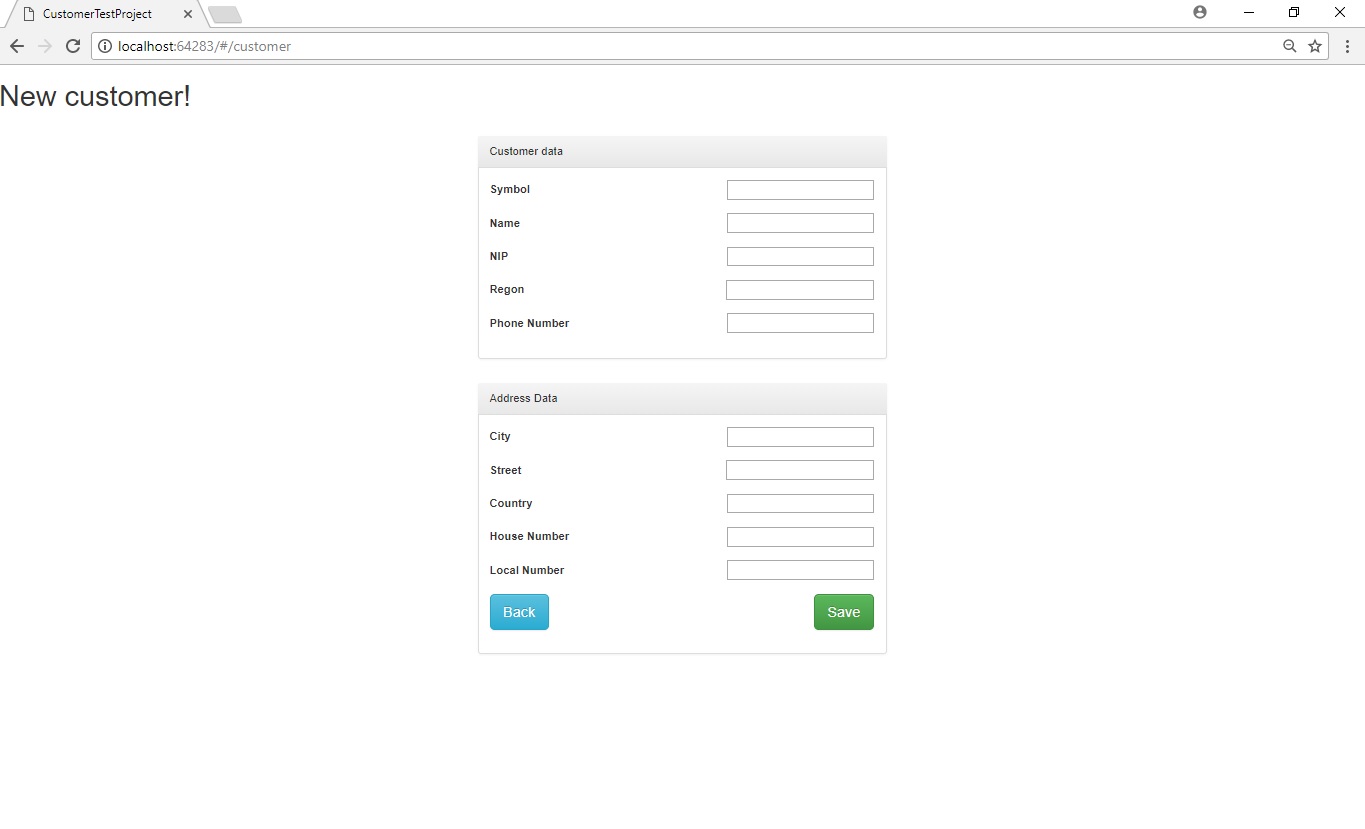 CustomerTestProject
localhost:64283/#/customer
New customer!
Customer data
Symbol
Name
NIP
Regon
Phone Number
Address Data
City
Street
Country
House Number
Local Number
Back Save